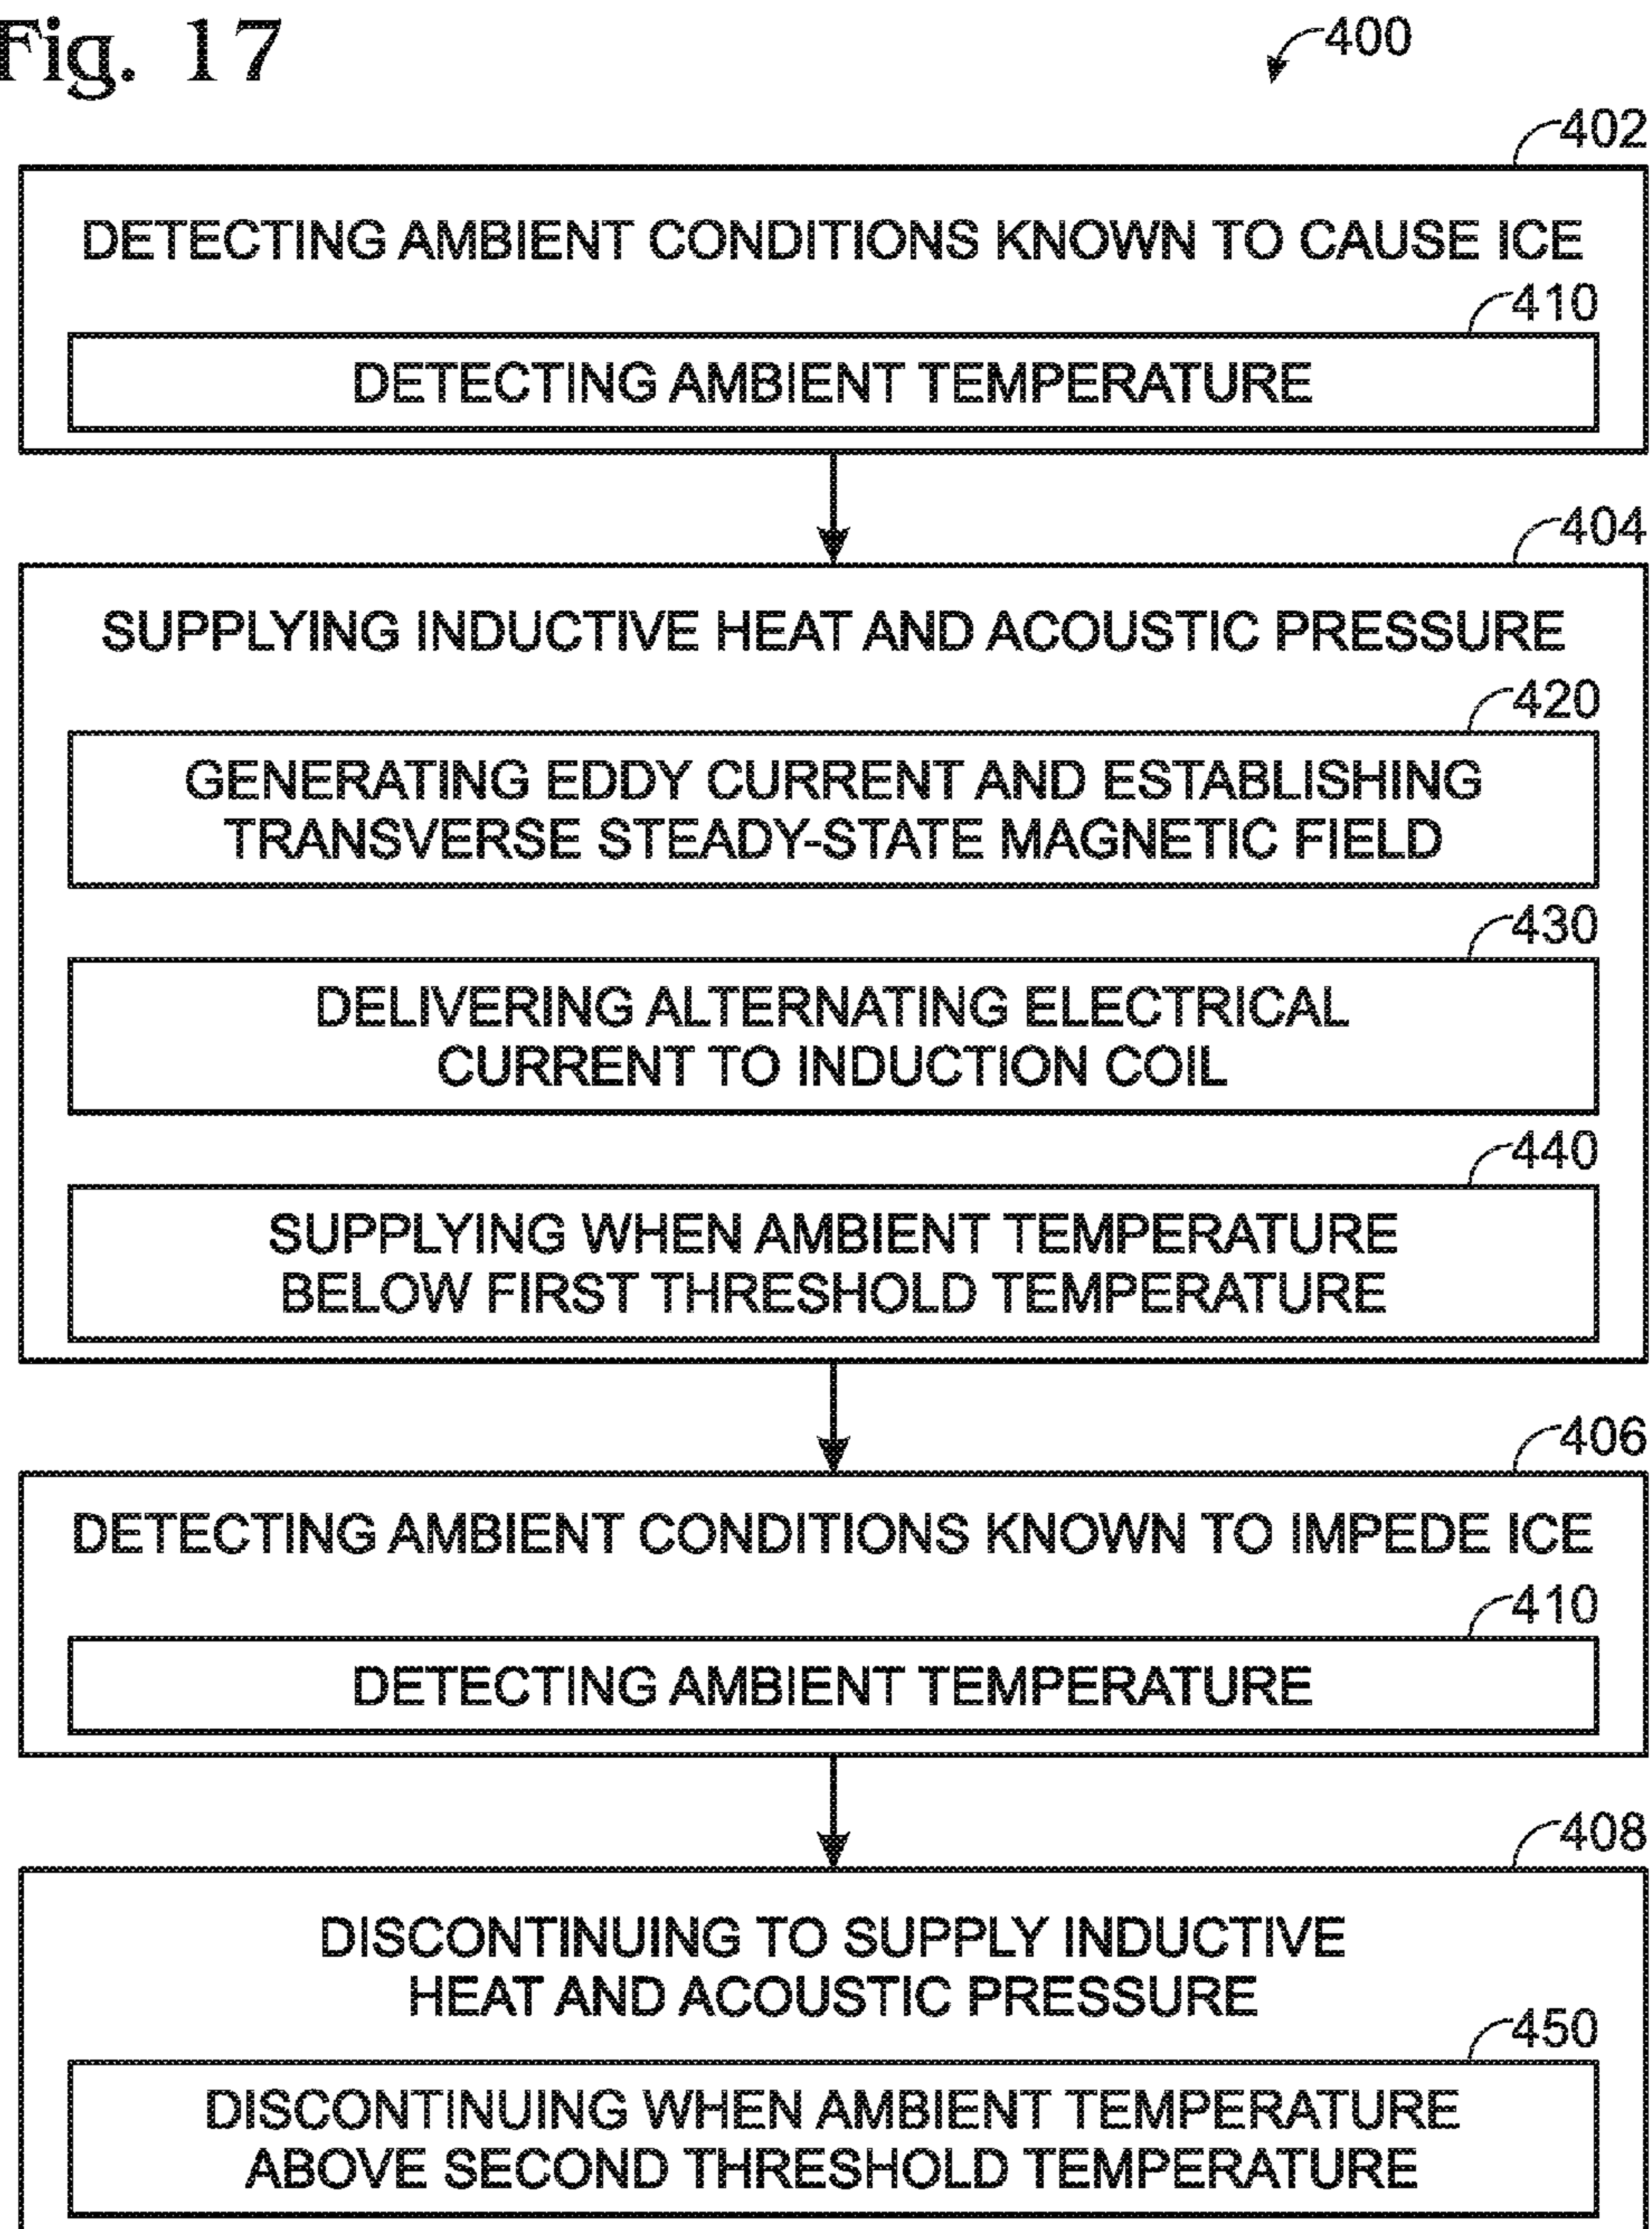 Fig. 17
400
402
DETECTING AMBIENT CONDITIONS KNOWN TO CAUSE ICE
410
DETECTING AMBIENT TEMPERATURE
404
SUPPLYING INDUCTIVE HEAT AND ACOUSTIC PRESSURE
420
GENERATING EDDY CURRENT AND ESTABLISHING
TRANSVERSE STEADY-STATE MAGNETIC FIELD
430
DELIVERING ALTERNATING ELECTRICAL
CURRENT TO INDUCTION COIL
440
SUPPLYING WHEN AMBIENT TEMPERATURE
BELOW FIRST THRESHOLD TEMPERATURE
406
DETECTING AMBIENT CONDITIONS KNOWN TO IMPEDE ICE
410
DETECTING AMBIENT TEMPERATURE
408
DISCONTINUING TO SUPPLY INDUCTIVE
HEAT AND ACOUSTIC PRESSURE
450
DISCONTINUING WHEN AMBIENT TEMPERATURE
ABOVE SECOND THRESHOLD TEMPERATURE